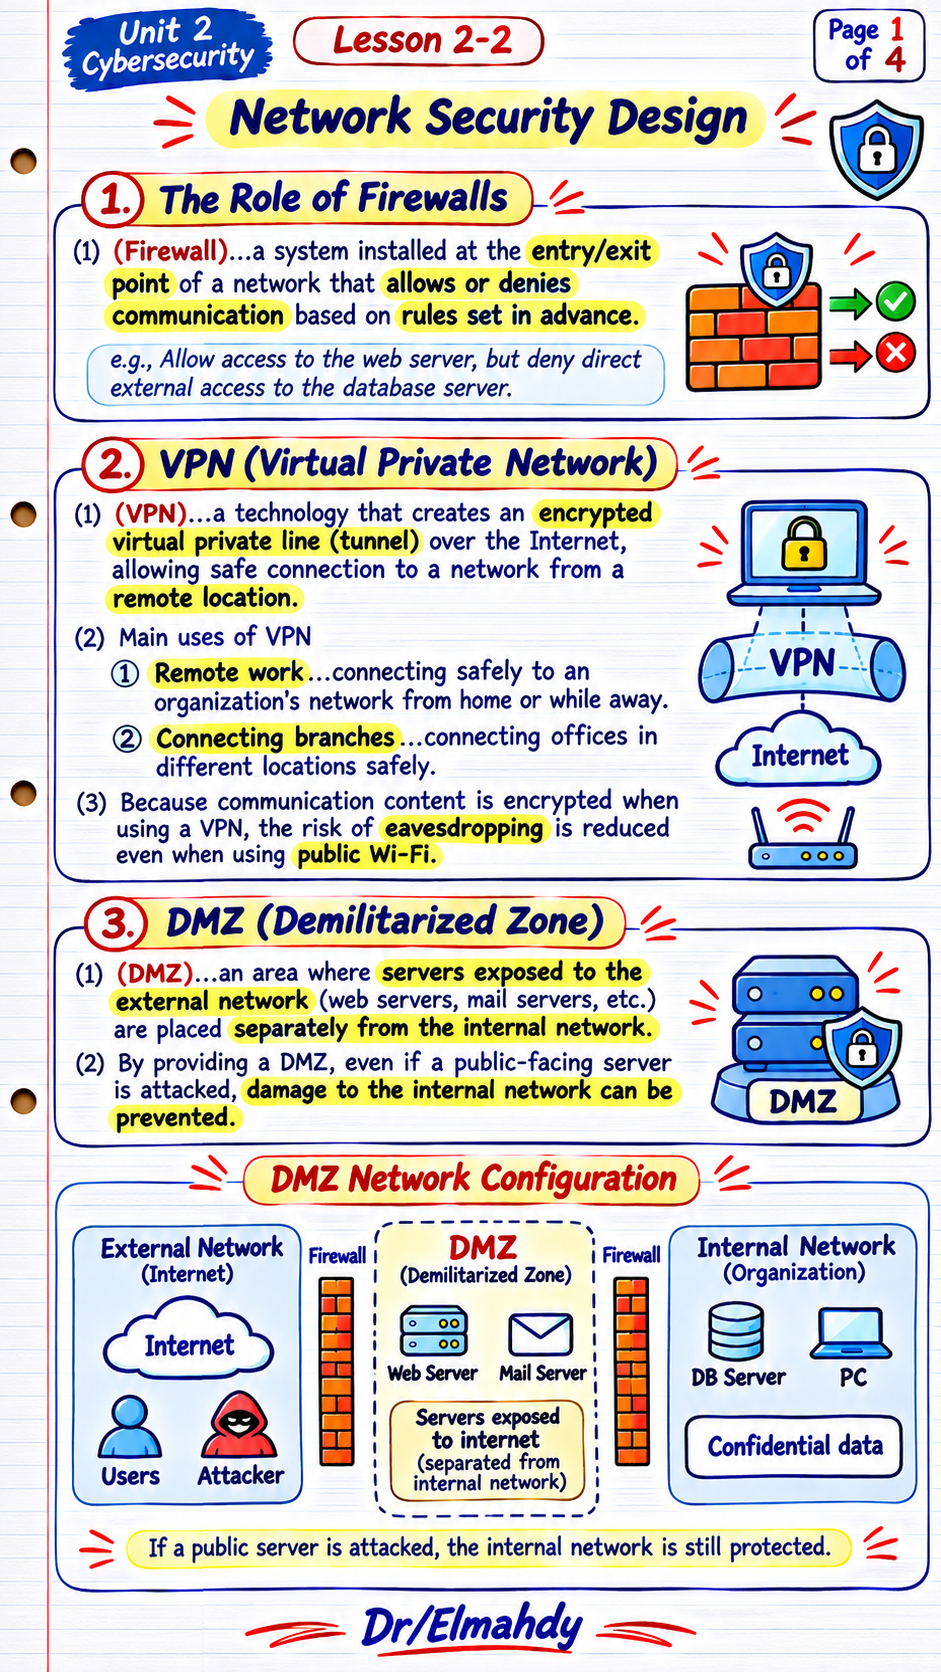 Unit 2
Cybersecurity
Lesson 2-2
Page 1
of 4
Network Security Design
1. The Role of Firewalls
(1) (Firewall)...a system installed at the entry/exit
point of a network that allows or denies
communication based on rules set in advance.
e.g., Allow access to the web server, but deny direct
external access to the database server.
2. VPN (Virtual Private Network)
(1) (VPN)...a technology that creates an encrypted
virtual private line (tunnel) over the Internet,
allowing safe connection to a network from a
remote location.
(2) Main uses of VPN
① Remote work...connecting safely to an
organization's network from home or while away.
② Connecting branches...connecting offices in
different locations safely.
(3) Because communication content is encrypted when
using a VPN, the risk of eavesdropping is reduced
even when using public Wi-Fi.
VPN
Internet
3. DMZ (Demilitarized Zone)
(1) (DMZ)...an area where servers exposed to the
external network (web servers, mail servers, etc.)
are placed separately from the internal network.
(2) By providing a DMZ, even if a public-facing server
is attacked, damage to the internal network can be
prevented.
DMZ
DMZ Network Configuration
External Network
(Internet)
Internet
Users
Attacker
Firewall
DMZ
(Demilitarized Zone)
Web Server
Mail Server
Servers exposed
to internet
(separated from
internal network)
Firewall
Internal Network
(Organization)
DB Server
PC
Confidential data
If a public server is attacked, the internal network is still protected.
Dr/Elmahdy